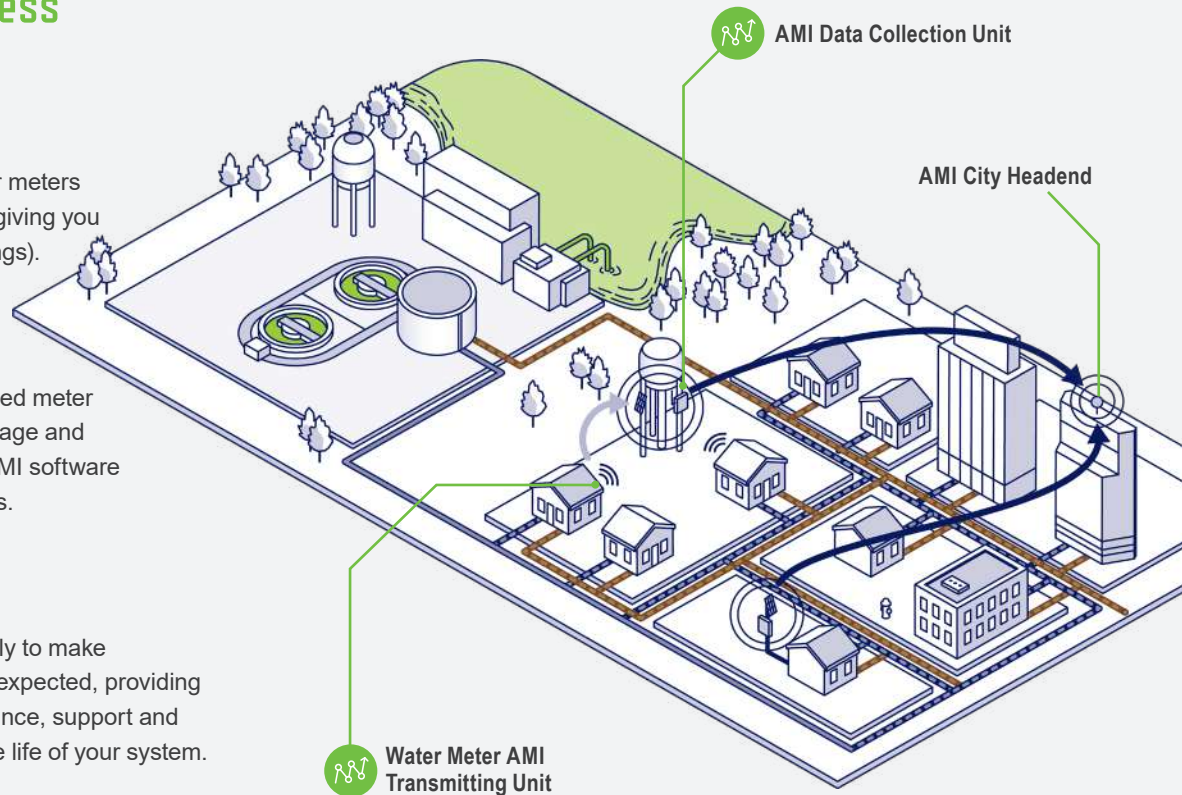 ess
r meters
giving you
ngs).
ed meter
age and
MI software
s.
ly to make
expected, providing
nce, support and
e life of your system.
AMI Data Collection Unit
AMI City Headend
Water Meter AMI
Transmitting Unit